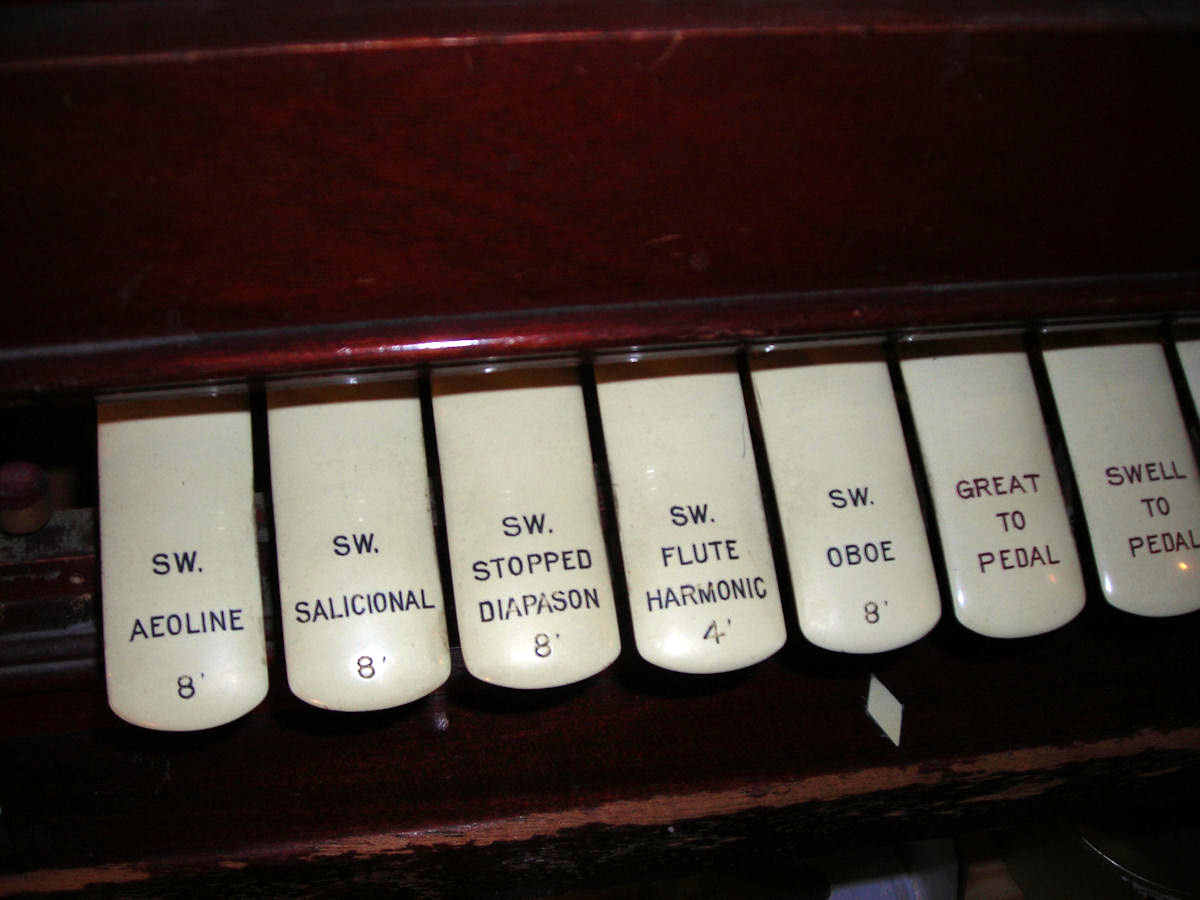 SW.
AEOLINE
8'
SW.
SALICIONAL
8'
SW.
STOPPED
DIAPASON
8'
SW.
FLUTE
HARMONIC
4'
SW.
OBOE
8'
GREAT
TO
PEDAL
SWELL
TO
PEDAL